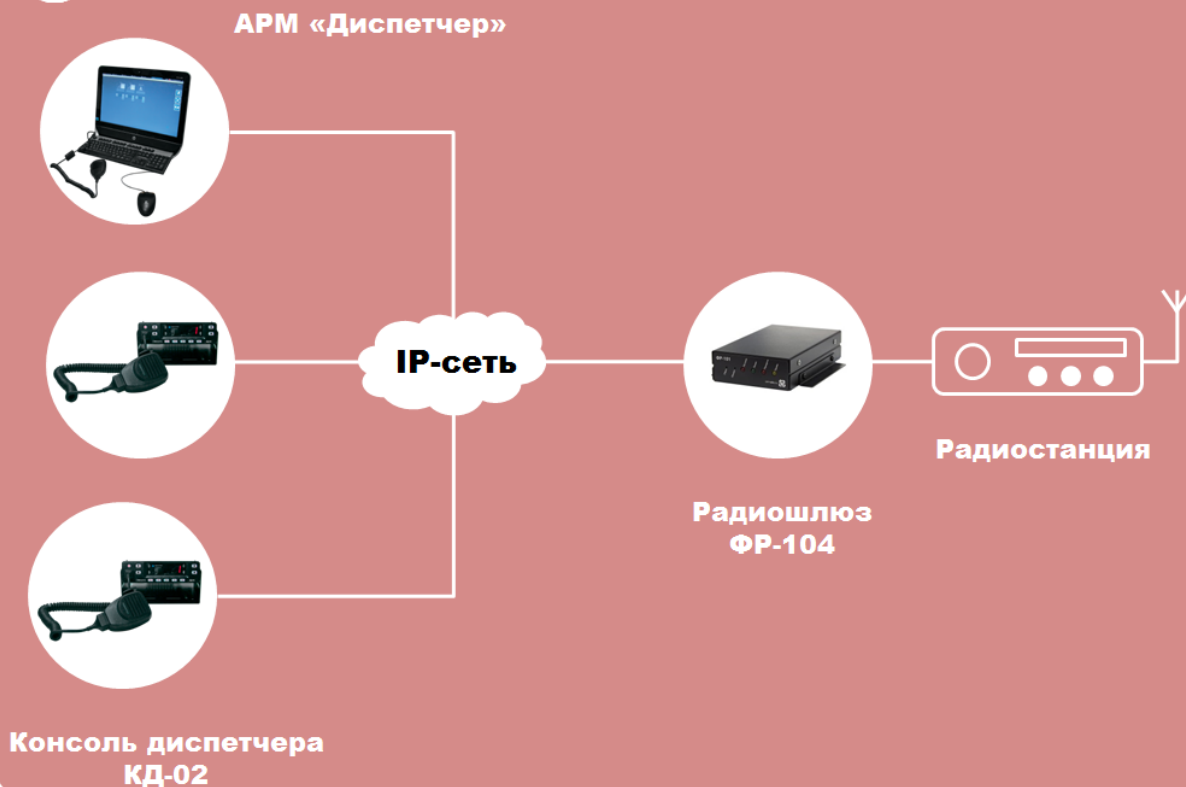 АРМ «Диспетчер»
IP-сеть
Радиостанция
Радиошлюз
ФР-104
Консоль диспетчера
КД-02